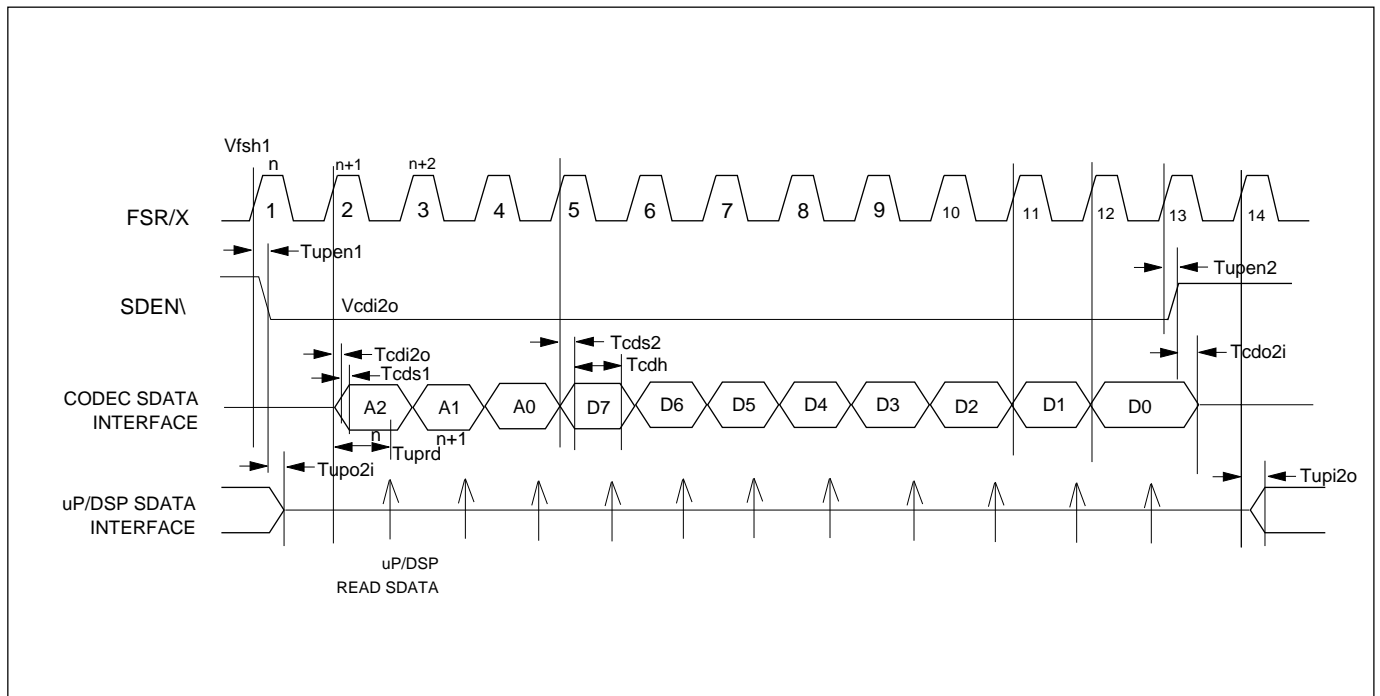 Vfsh1
n n+1 n+2
FSR/X 1 2 3 4 5 6 7 8 9 10 11 12 13 14
Tupen1 Tupen2
SDEN\ Vcdi2o
Tcdi2o Tcds2 Tcdo2i
Tcds1 Tcdh
CODEC SDATA
INTERFACE
A2 A1 A0 D7 D6 D5 D4 D3 D2 D1 D0
n n+1
Tuprd
Tupo2i Tupi2o
uP/DSP SDATA
INTERFACE
uP/DSP
READ SDATA